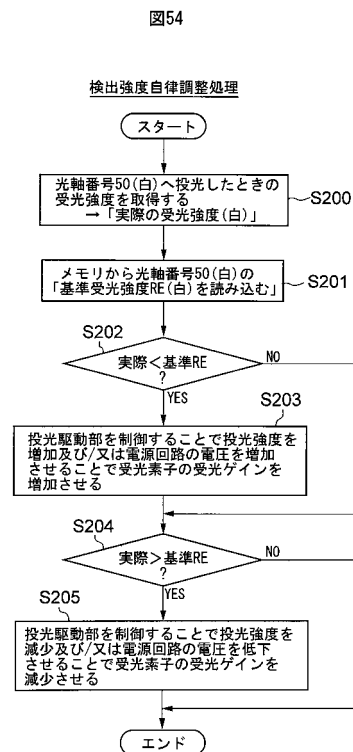 図54
検出強度自律調整処理
スタート
光軸番号50(白)へ投光したときの
受光強度を取得する
→「実際の受光強度(白)」
S200
メモリから光軸番号50(白)の
「基準受光強度RE(白)を読み込む」
S201
S202
実際<基準RE
?
NO
YES
S203
投光駆動部を制御することで投光強度を
増加及び/又は電源回路の電圧を増加
させることで受光素子の受光ゲインを
増加させる
S204
実際>基準RE
?
NO
YES
S205
投光駆動部を制御することで投光強度を
減少及び/又は電源回路の電圧を低下
させることで受光素子の受光ゲインを
減少させる
エンド